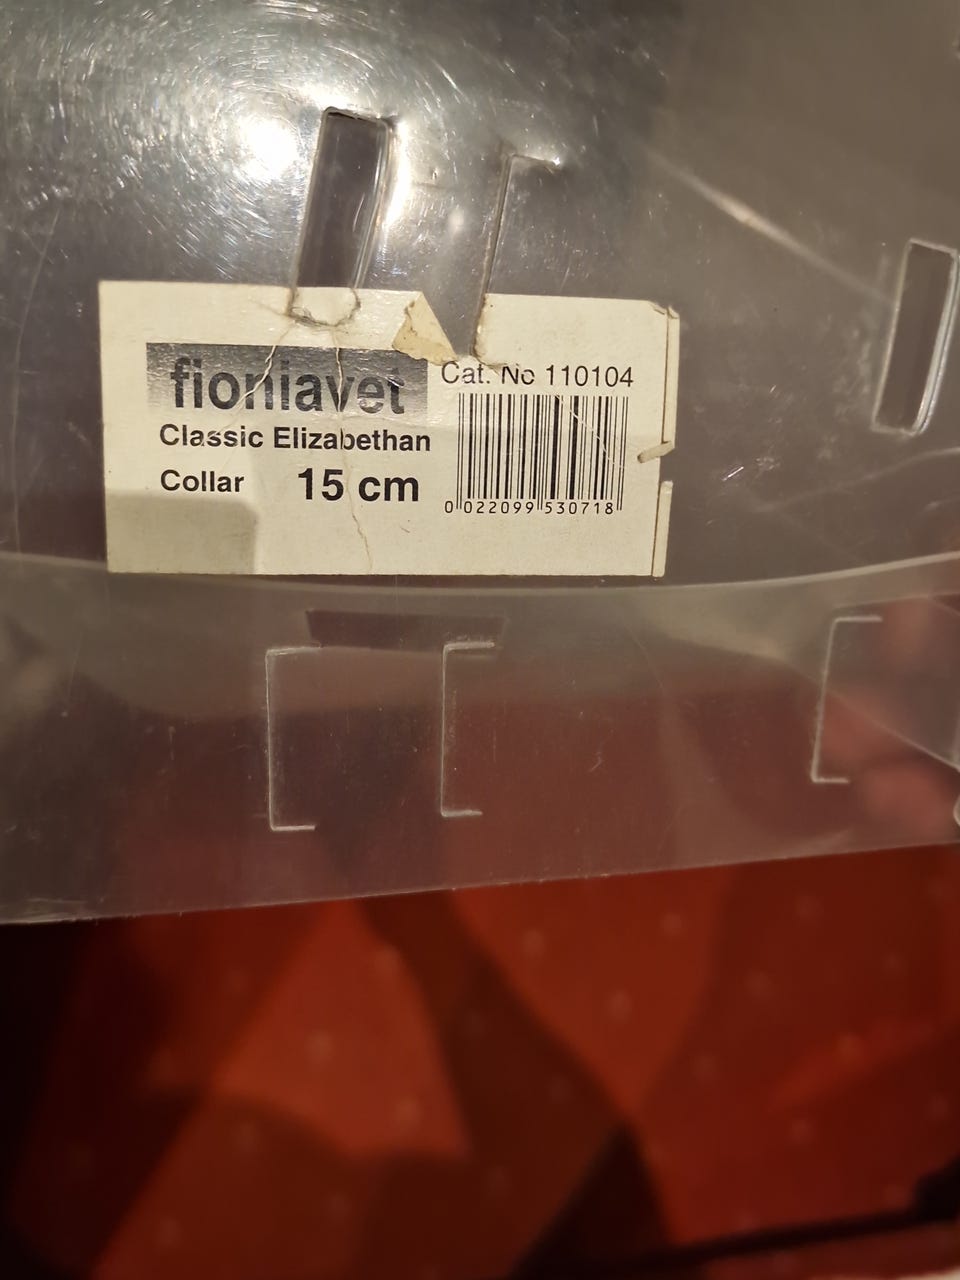 fioniavet
Classic Elizabethan
Collar 15 cm
Cat. No 110104
0 022099 530718